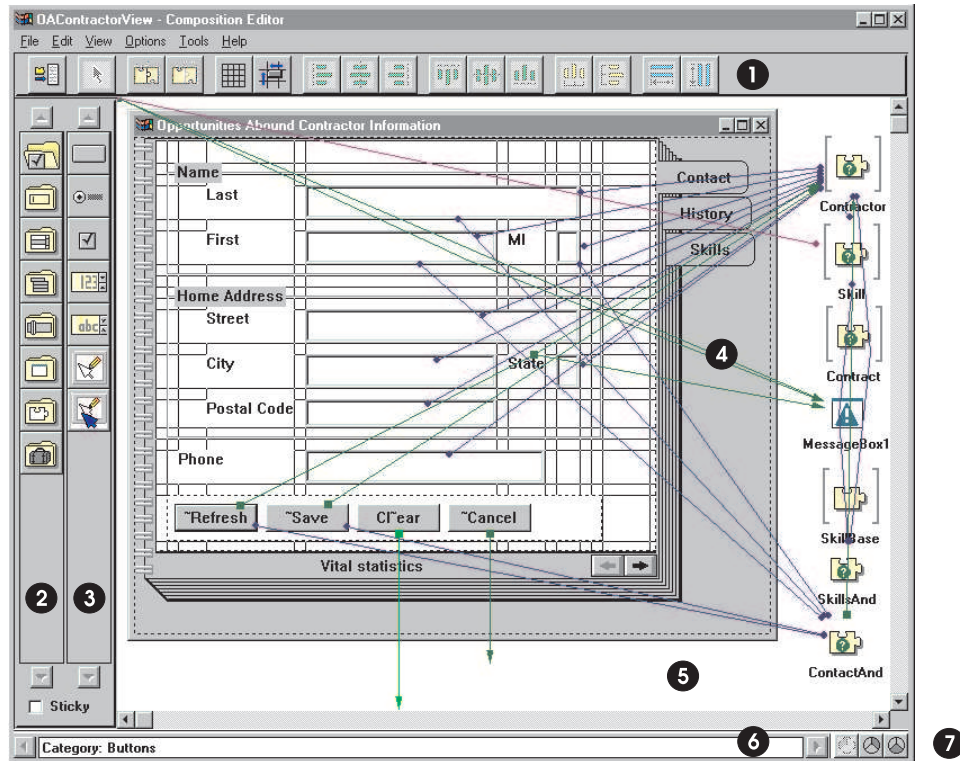 OAContractorView - Composition Editor
File Edit View Options Tools Help
1
Opportunities Abound Contractor Information
Name
Last
First
MI
Home Address
Street
City
State
Postal Code
Phone
~Refresh
~Save
Cl~ear
~Cancel
Vital statistics
Contact
History
Skills
Contractor
Skill
Contract
MessageBox1
SkillBase
SkillsAnd
ContactAnd
123
abc
2
3
4
5
Sticky
Category: Buttons
6
7